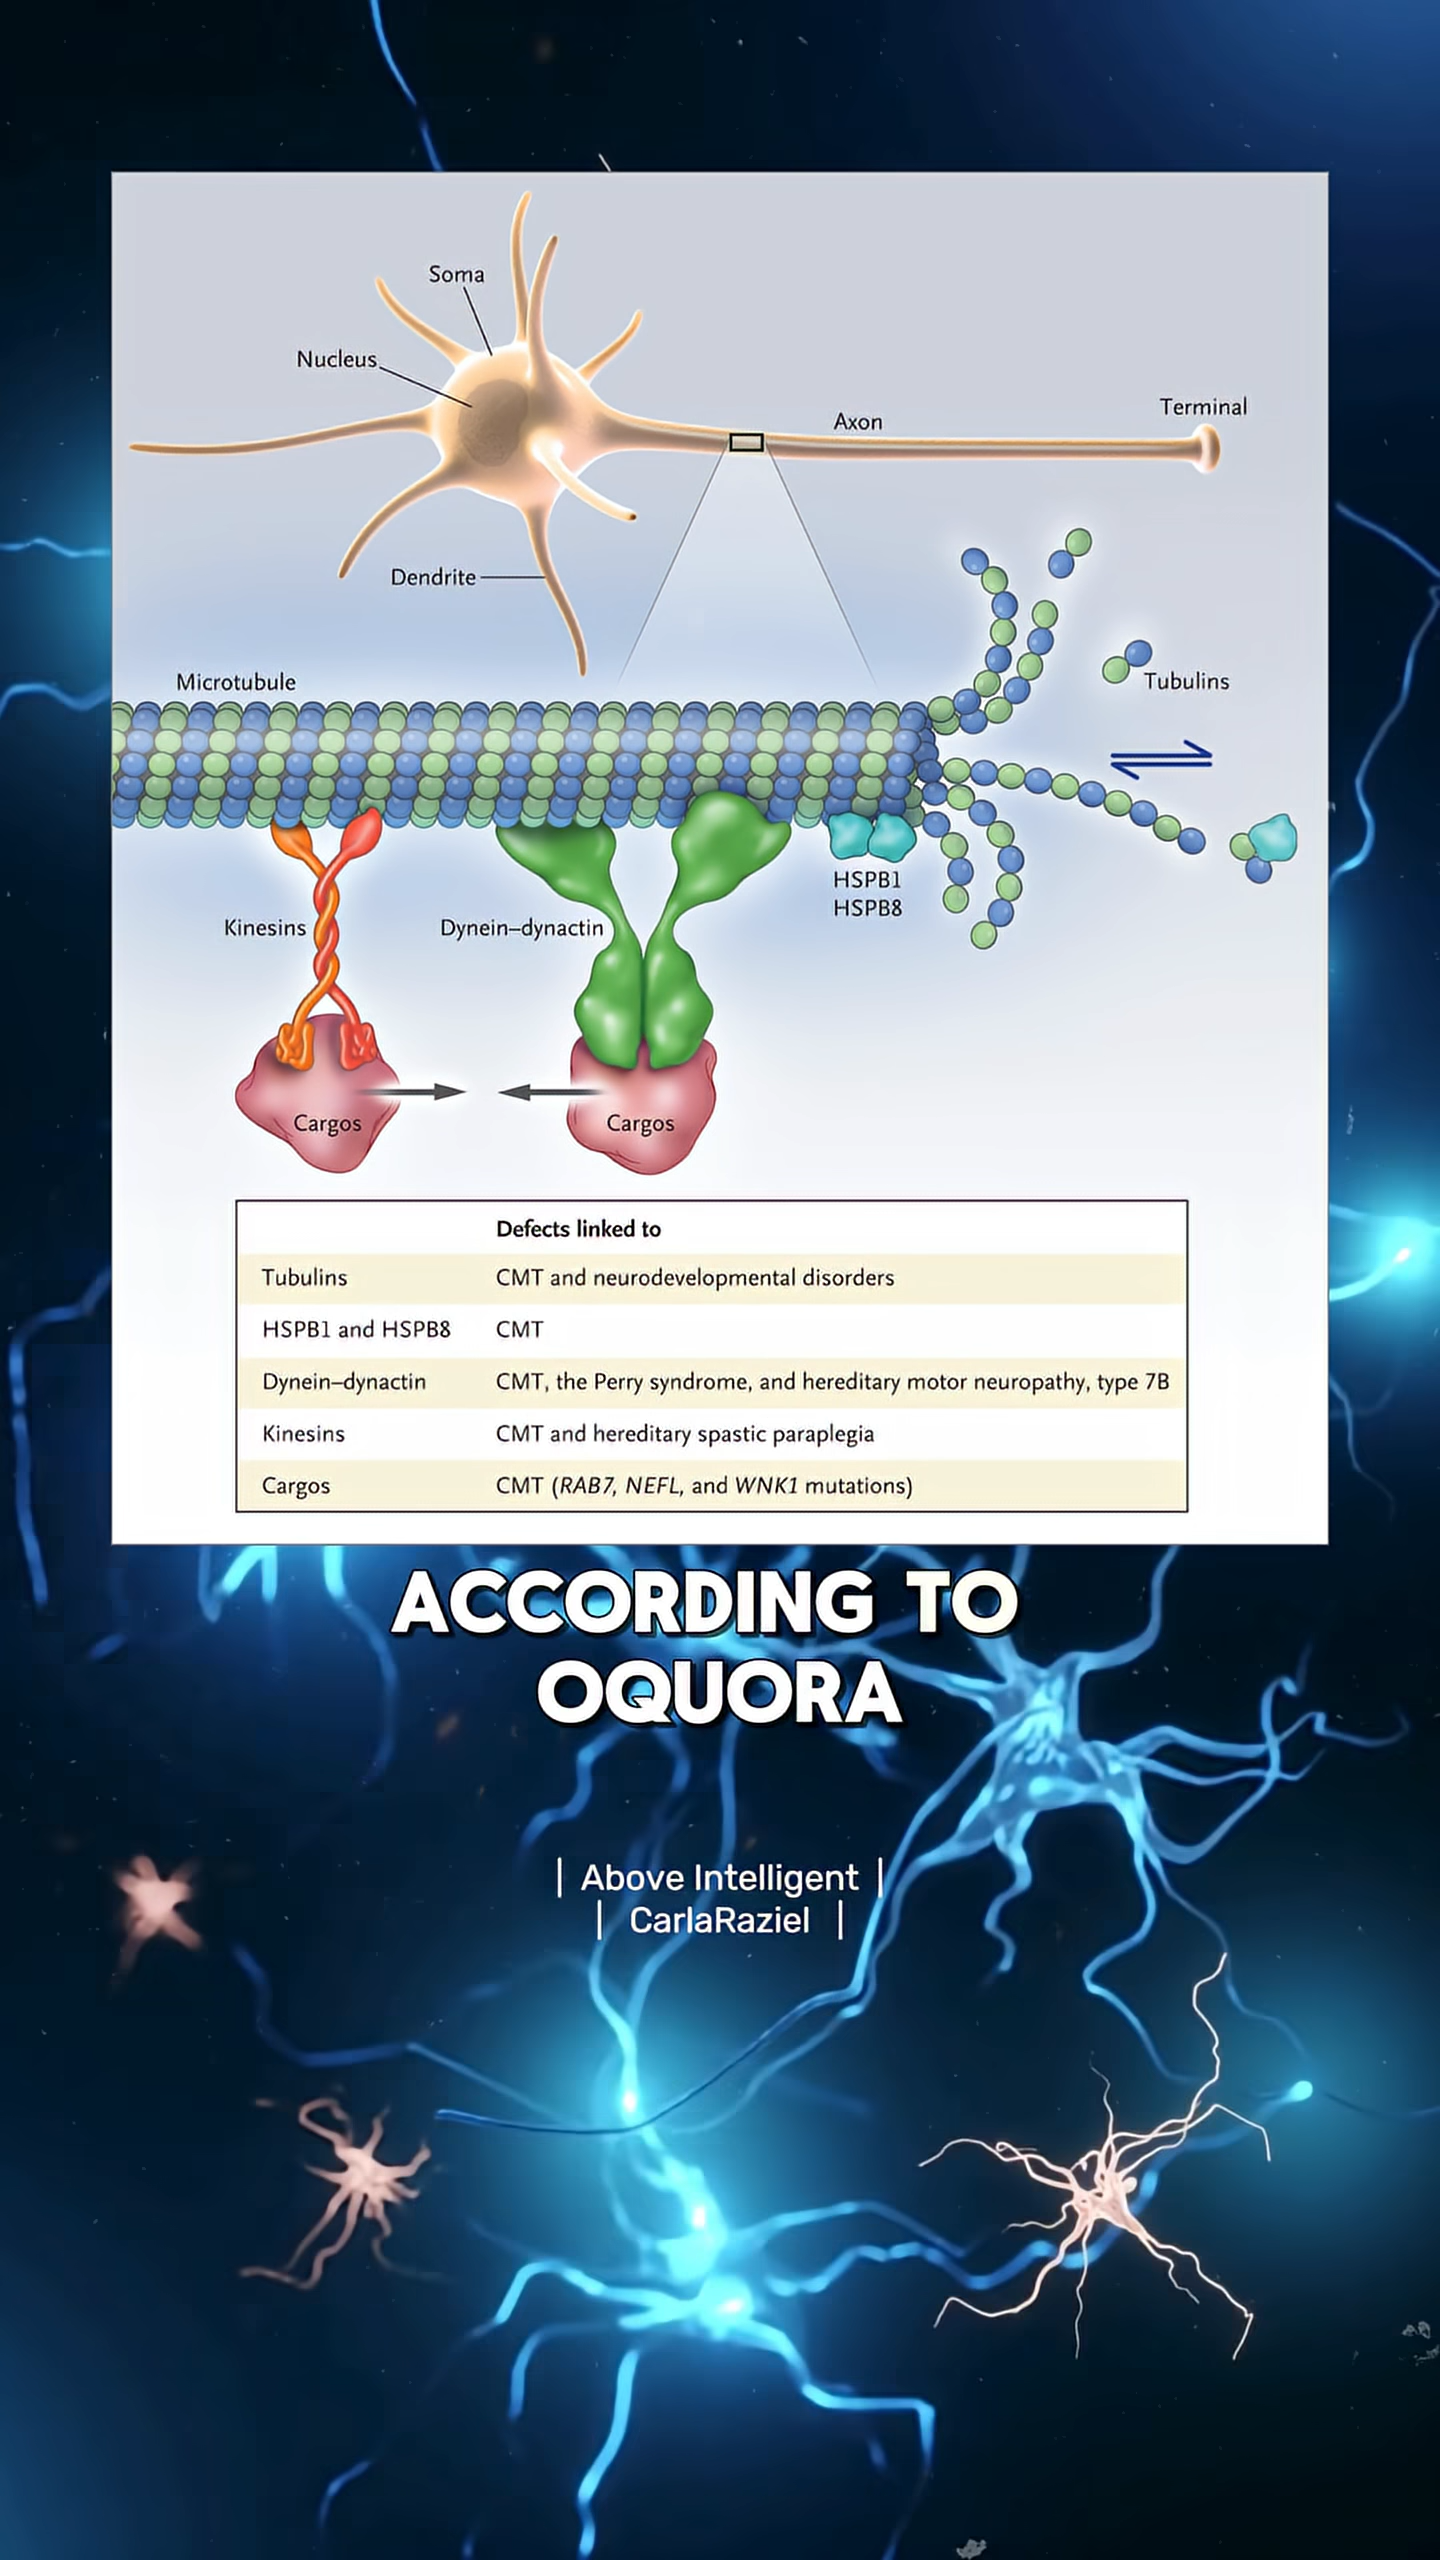 Soma
Nucleus
Axon
Terminal
Dendrite
Microtubule
Tubulins
HSPB1
HSPB8
Kinesins
Dynein–dynactin
Cargos
Cargos
Defects linked to
Tubulins CMT and neurodevelopmental disorders
HSPB1 and HSPB8 CMT
Dynein–dynactin CMT, the Perry syndrome, and hereditary motor neuropathy, type 7B
Kinesins CMT and hereditary spastic paraplegia
Cargos CMT (RAB7, NEFL, and WNK1 mutations)
ACCORDING TO
OQUORA
| Above Intelligent |
| CarlaRaziel |